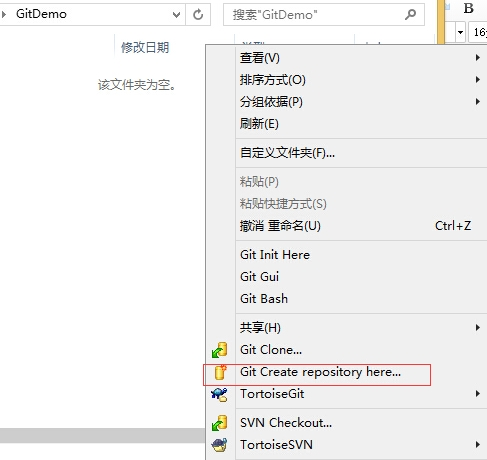 GitDemo
搜索"GitDemo"
B
修改日期
16
该文件夹为空。
查看(V)
排序方式(O)
分组依据(P)
刷新(E)
自定义文件夹(F)...
粘贴(P)
粘贴快捷方式(S)
撤消 重命名(U) Ctrl+Z
Git Init Here
Git Gui
Git Bash
共享(H)
Git Clone...
Git Create repository here...
TortoiseGit
SVN Checkout...
TortoiseSVN